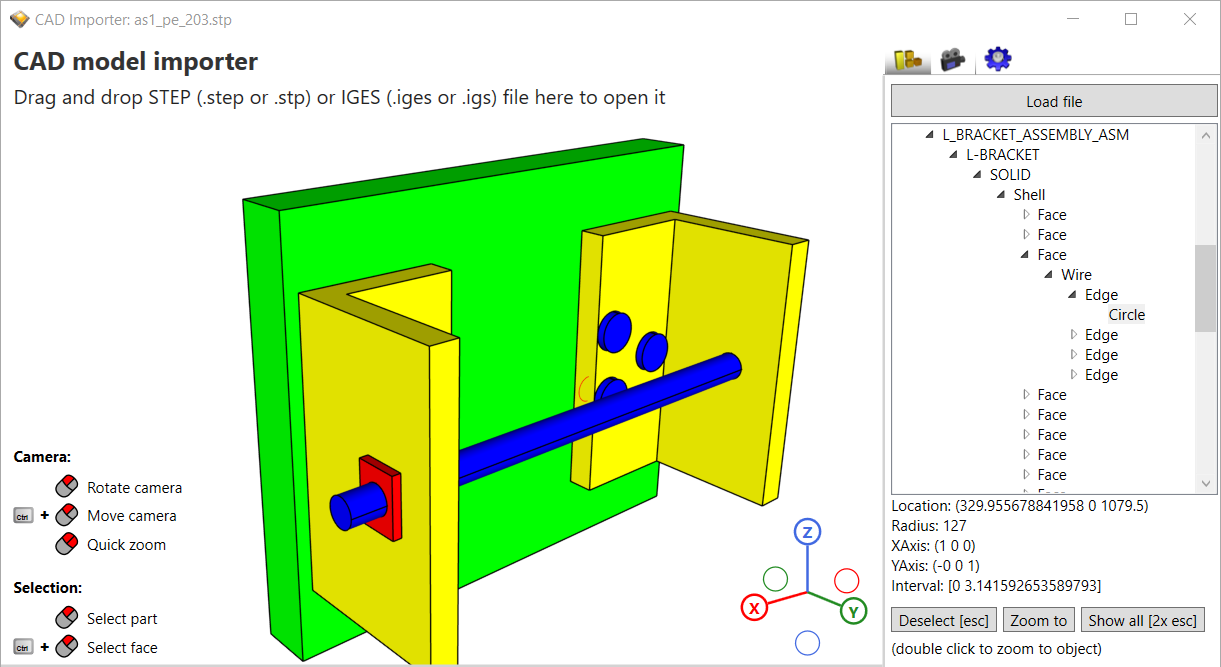 CAD Importer: as1_pe_203.stp
CAD model importer
Drag and drop STEP (.step or .stp) or IGES (.iges or .igs) file here to open it
Load file
L_BRACKET_ASSEMBLY_ASM
L-BRACKET
SOLID
Shell
Face
Face
Face
Wire
Edge
Circle
Edge
Edge
Edge
Face
Face
Face
Face
Face
Location: (329.955678841958 0 1079.5)
Radius: 127
XAxis: (1 0 0)
YAxis: (-0 0 1)
Interval: [0 3.141592653589793]
Deselect [esc] Zoom to Show all [2x esc]
(double click to zoom to object)
Camera:
Rotate camera
Ctrl + Move camera
Quick zoom
Selection:
Select part
Ctrl + Select face
Z
X
Y